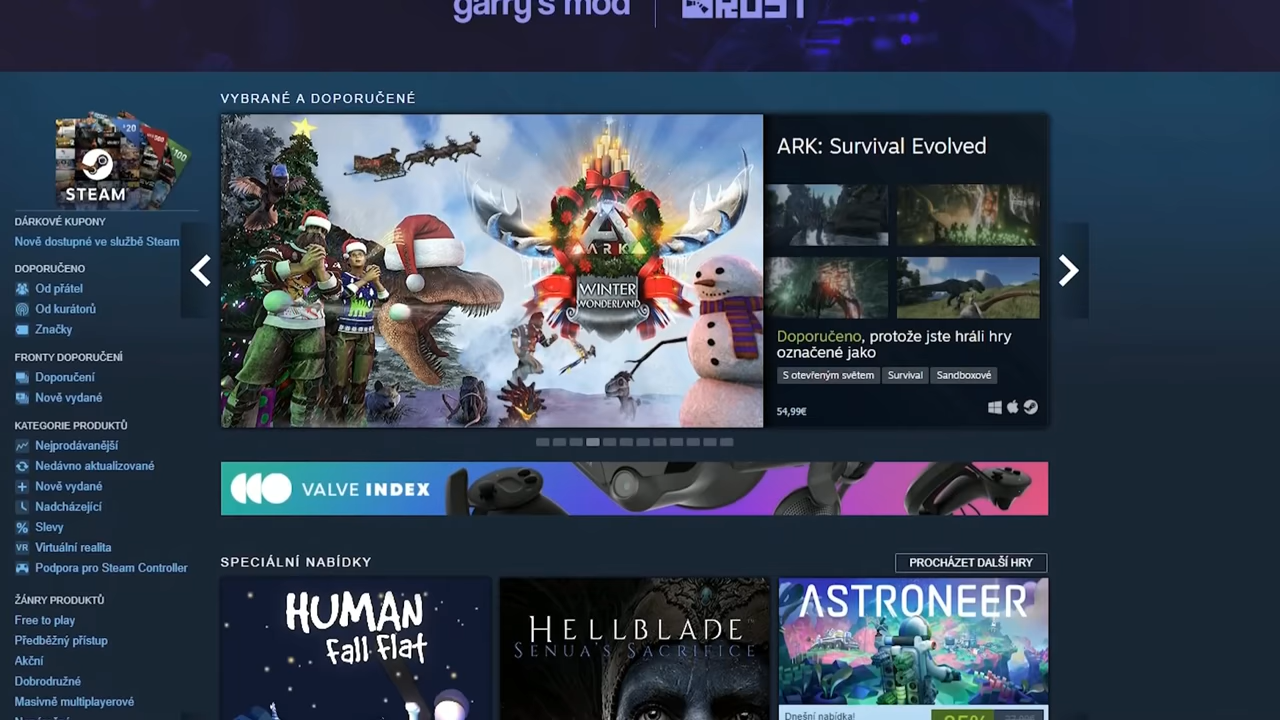 garry's mod
RUST
VYBRANÉ A DOPORUČENÉ
STEAM
DÁRKOVÉ KUPONY
Nově dostupné ve službě Steam
DOPORUČENO
Od přátel
Od kurátorů
Značky
FRONTY DOPORUČENÍ
Doporučení
Nově vydané
KATEGORIE PRODUKTŮ
Nejprodávanější
Nedávno aktualizované
Nově vydané
Nadcházející
Slevy
VR Virtuální realita
Podpora pro Steam Controller
ŽÁNRY PRODUKTŮ
Free to play
Předběžný přístup
Akční
Dobrodružné
Masivně multiplayerové
ARK
WINTER
WONDERLAND
ARK: Survival Evolved
Doporučeno, protože jste hráli hry
označené jako
S otevřeným světem Survival Sandboxové
54,99€
VALVE INDEX
SPECIÁLNÍ NABÍDKY
PROCHÁZET DALŠÍ HRY
HUMAN
fall flat
HELLBLADE
SENUA'S SACRIFICE
ASTRONEER
Dnešní nabídka!